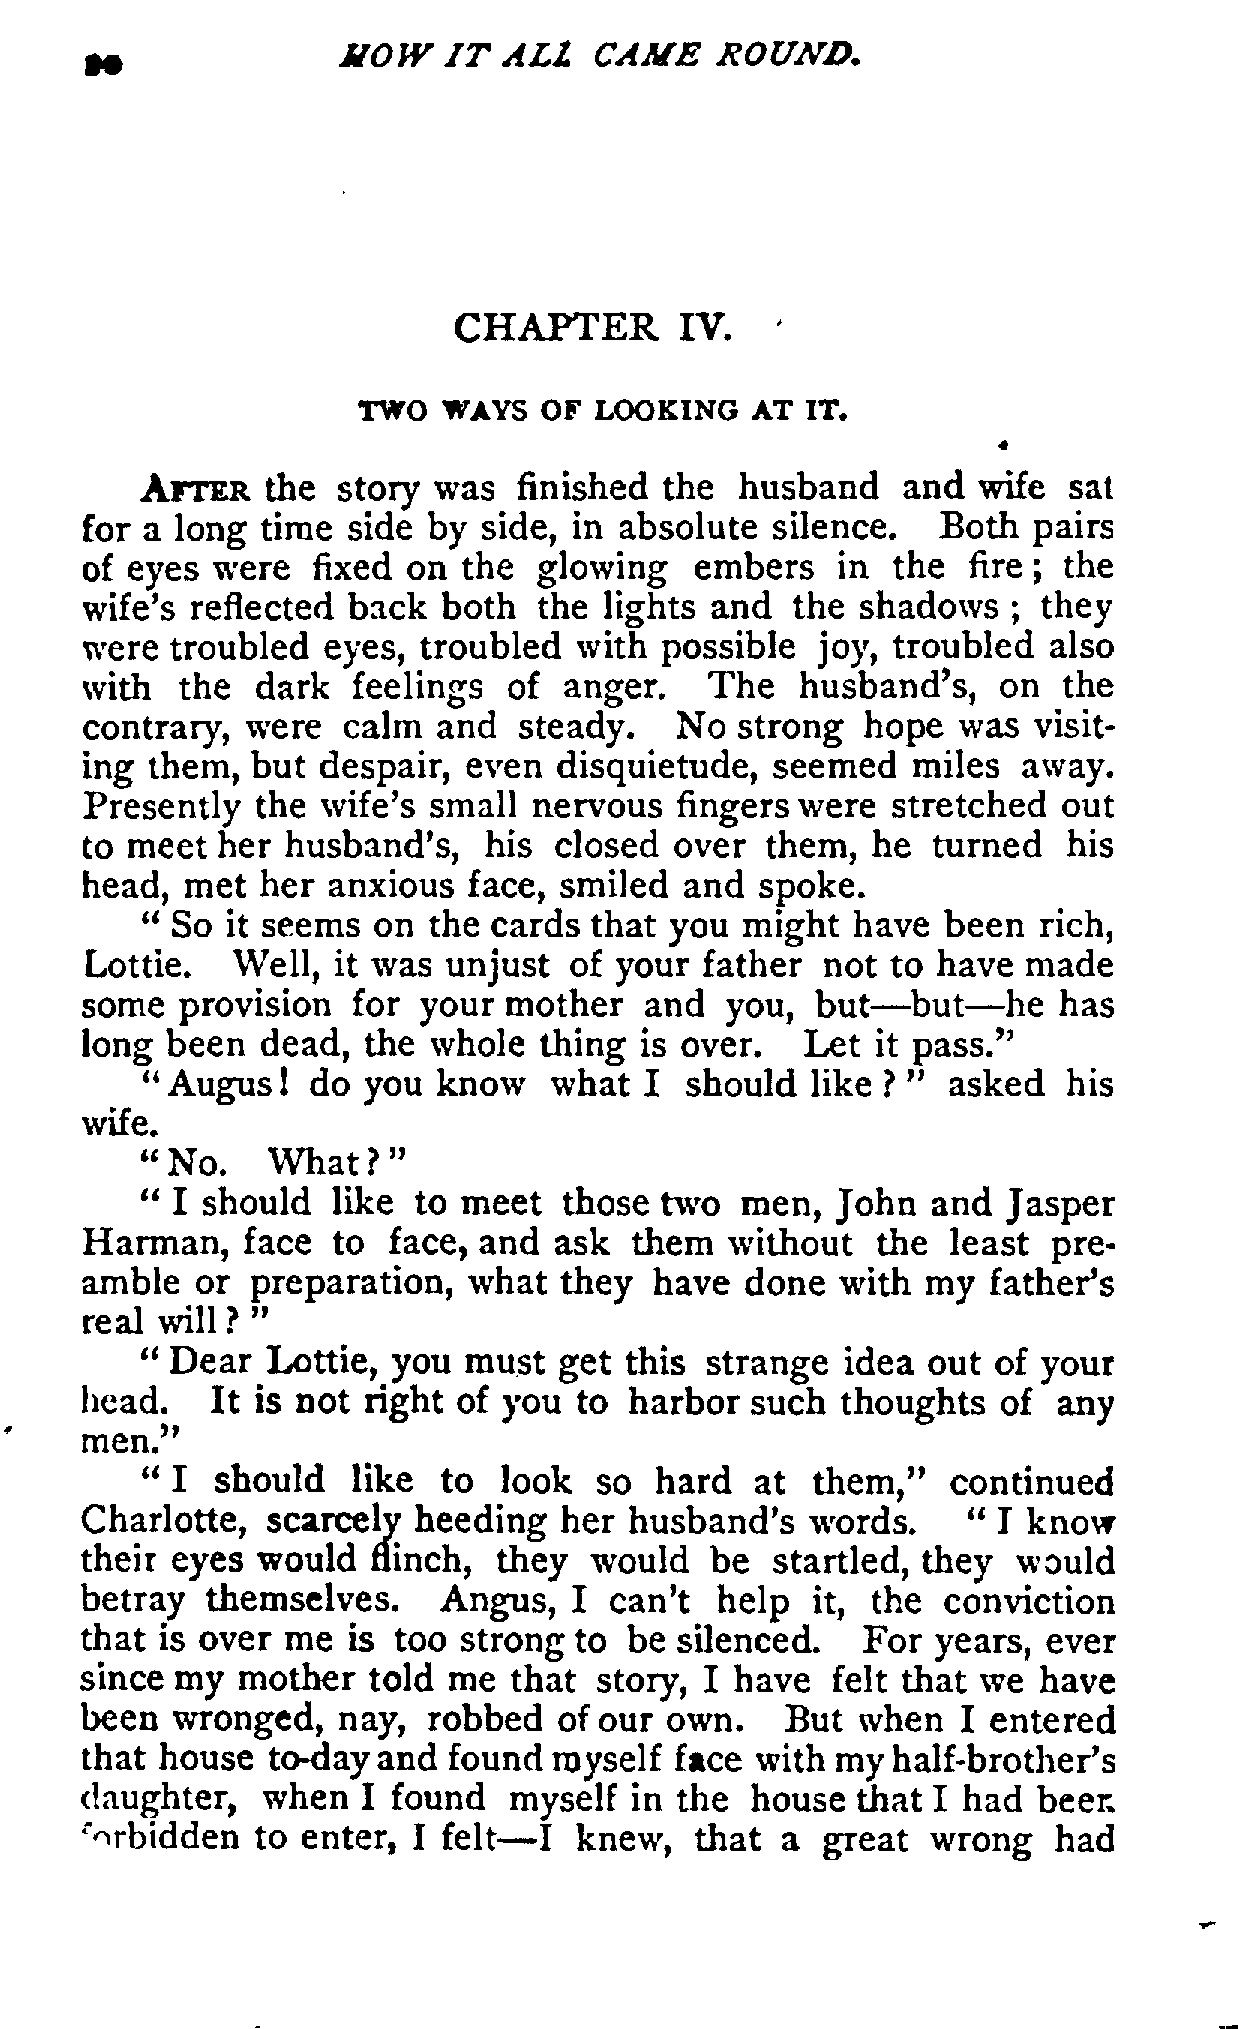 HOW IT ALL CAME ROUND.
CHAPTER IV.
TWO WAYS OF LOOKING AT IT.
AFTER the story was finished the husband and wife sat
for a long time side by side, in absolute silence. Both pairs
of eyes were fixed on the glowing embers in the fire; the
wife's reflected back both the lights and the shadows; they
were troubled eyes, troubled with possible joy, troubled also
with the dark feelings of anger. The husband's, on the
contrary, were calm and steady. No strong hope was visit-
ing them, but despair, even disquietude, seemed miles away.
Presently the wife's small nervous fingers were stretched out
to meet her husband's, his closed over them, he turned his
head, met her anxious face, smiled and spoke.
"So it seems on the cards that you might have been rich,
Lottie. Well, it was unjust of your father not to have made
some provision for your mother and you, but—but—he has
long been dead, the whole thing is over. Let it pass."
"Augus! do you know what I should like?" asked his
wife.
"No. What?"
"I should like to meet those two men, John and Jasper
Harman, face to face, and ask them without the least pre-
amble or preparation, what they have done with my father's
real will?"
"Dear Lottie, you must get this strange idea out of your
head. It is not right of you to harbor such thoughts of any
men."
"I should like to look so hard at them," continued
Charlotte, scarcely heeding her husband's words. "I know
their eyes would flinch, they would be startled, they would
betray themselves. Angus, I can't help it, the conviction
that is over me is too strong to be silenced. For years, ever
since my mother told me that story, I have felt that we have
been wronged, nay, robbed of our own. But when I entered
that house to-day and found myself face with my half-brother's
daughter, when I found myself in the house that I had been
forbidden to enter, I felt—I knew, that a great wrong had